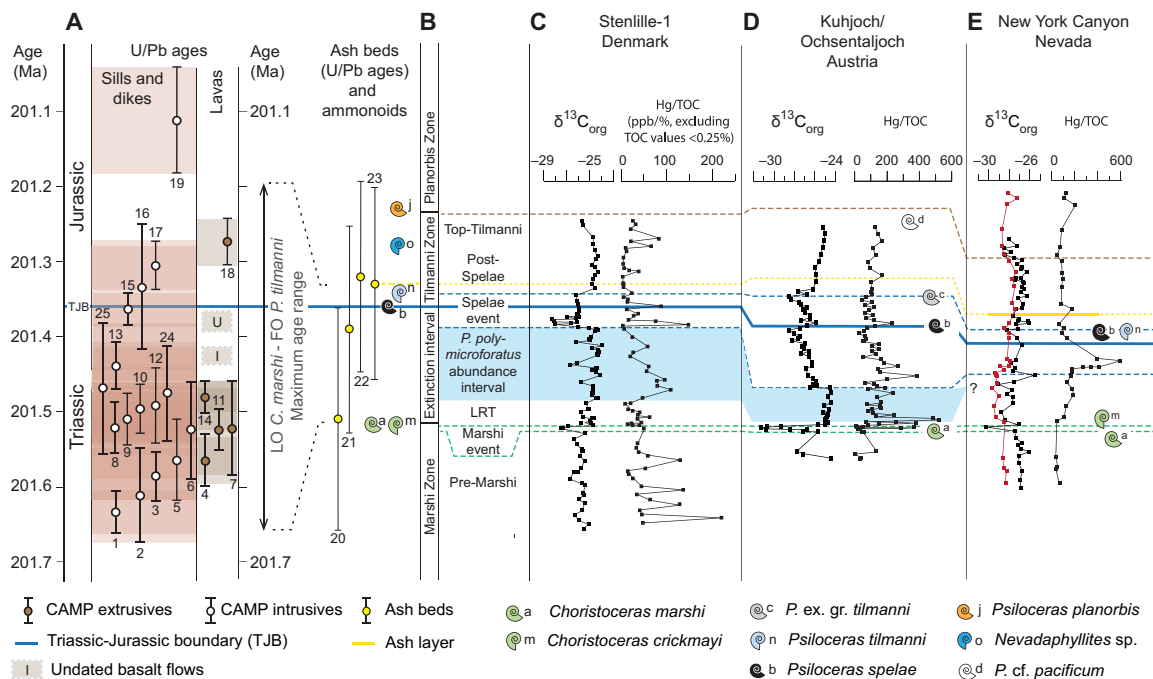 A
B
C
D
E
Age
(Ma)
U/Pb ages
Sills and
dikes
Lavas
Age
(Ma)
Ash beds
(U/Pb ages)
and
ammonoids
Stenlille-1
Denmark
Kuhjoch/
Ochsentaljoch
Austria
New York Canyon
Nevada
δ13Corg
Hg/TOC
(ppb/%, excluding
TOC values <0.25%)
δ13Corg
Hg/TOC
δ13Corg
Hg/TOC
−29 −25
0 100 200
−30 −24
0 200 400 600
−30 −26
0 600
201.1
201.2
201.3
TJB
201.4
201.5
201.6
201.7
Jurassic
Triassic
201.1
201.7
19
16
17
15
25
13
12
24
10
8
9
6
3
5
1
2
18
U
I
11
14
4
7
LO C. marshi - FO P. tilmanni
Maximum age range
23
22
21
20
j
o
n
b
a
m
Planorbis Zone
Tilmanni Zone
Extinction interval
Marshi Zone
Top-Tilmanni
Post-
Spelae
Spelae
event
P. poly-
microforatus
abundance
interval
LRT
Marshi
event
Pre-Marshi
d
c
b
a
b
n
?
m
a
CAMP extrusives
CAMP intrusives
Ash beds
Triassic-Jurassic boundary (TJB)
Ash layer
I
Undated basalt flows
a
Choristoceras marshi
m
Choristoceras crickmayi
c
P. ex. gr. tilmanni
n
Psiloceras tilmanni
b
Psiloceras spelae
j
Psiloceras planorbis
o
Nevadaphyllites sp.
d
P. cf. pacificum